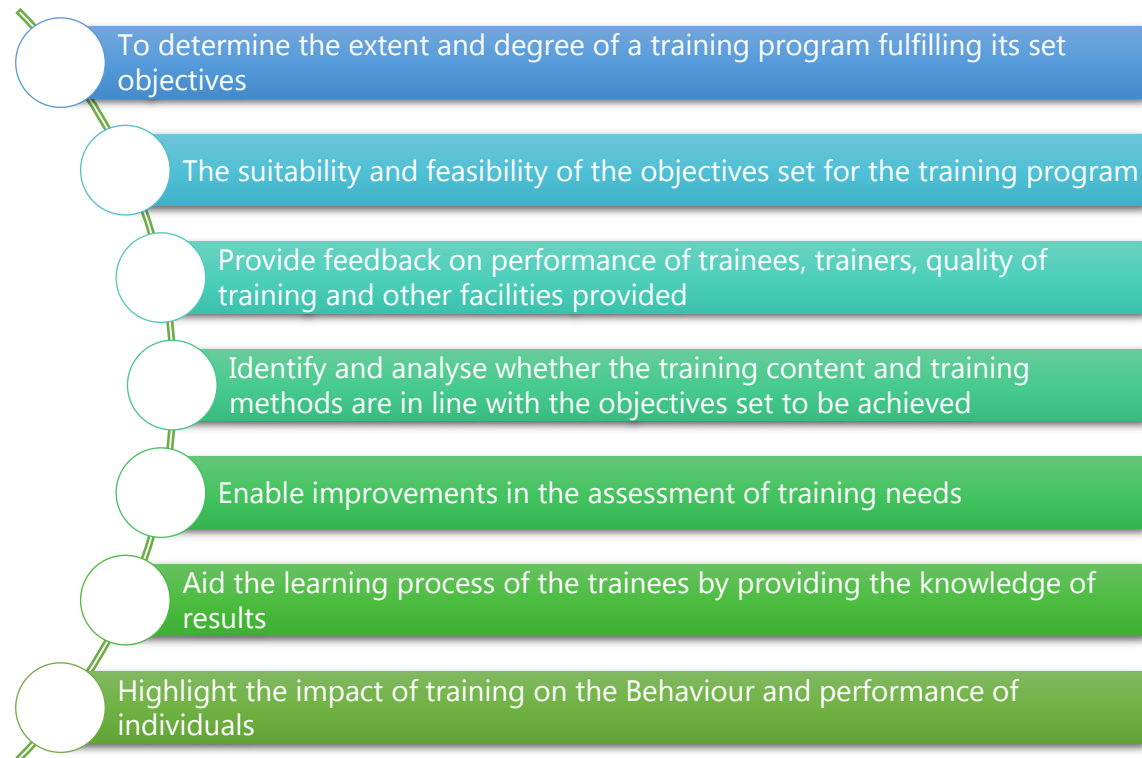 To determine the extent and degree of a training program fulfilling its set
objectives
The suitability and feasibility of the objectives set for the training program
Provide feedback on performance of trainees, trainers, quality of
training and other facilities provided
Identify and analyse whether the training content and training
methods are in line with the objectives set to be achieved
Enable improvements in the assessment of training needs
Aid the learning process of the trainees by providing the knowledge of
results
Highlight the impact of training on the Behaviour and performance of
individuals